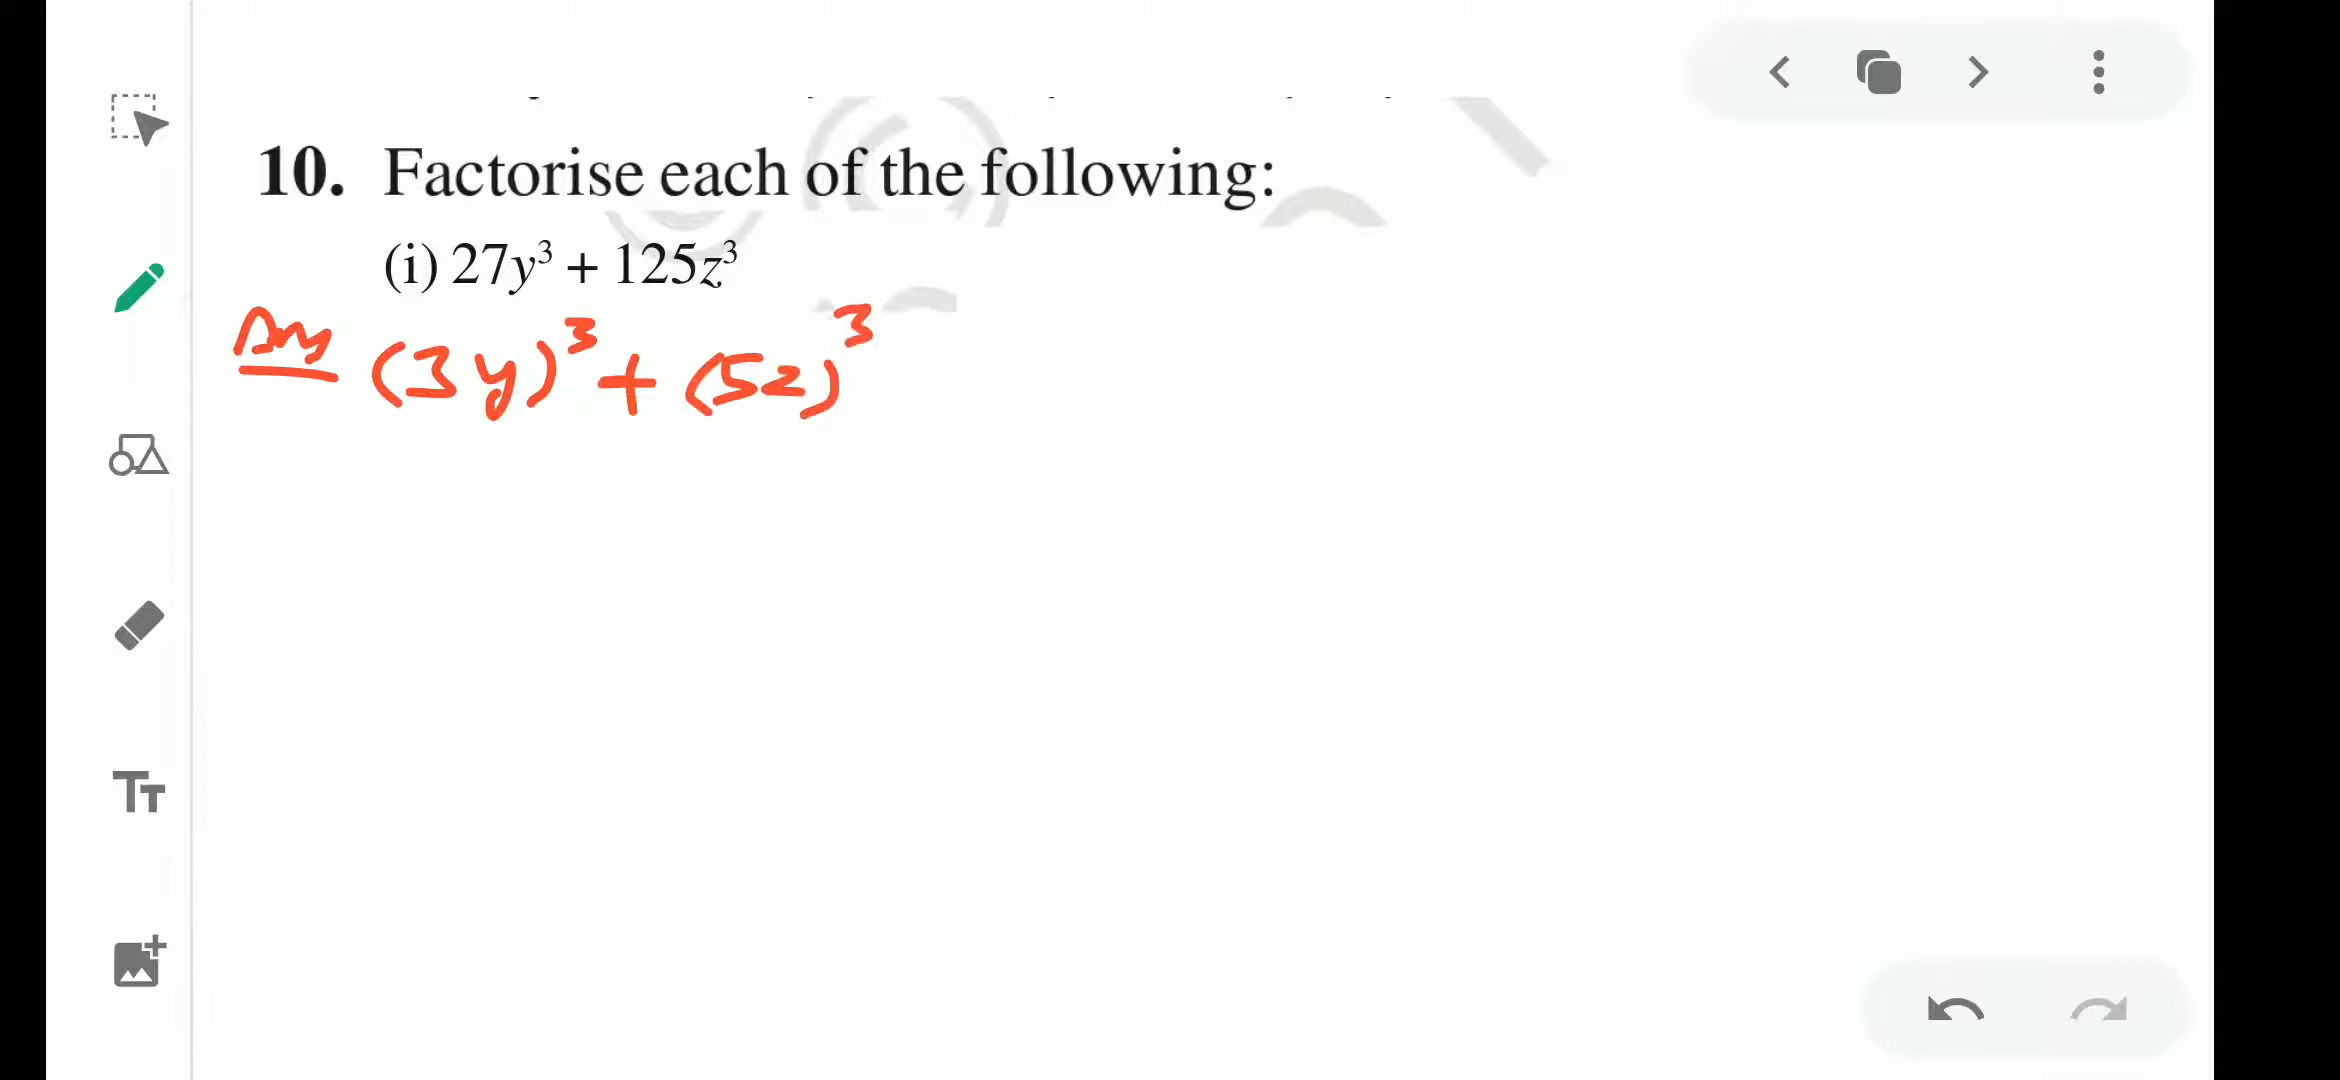 10. Factorise each of the following:
(i) 27y³ + 125z³
Ans (3y)³ + (5z)³